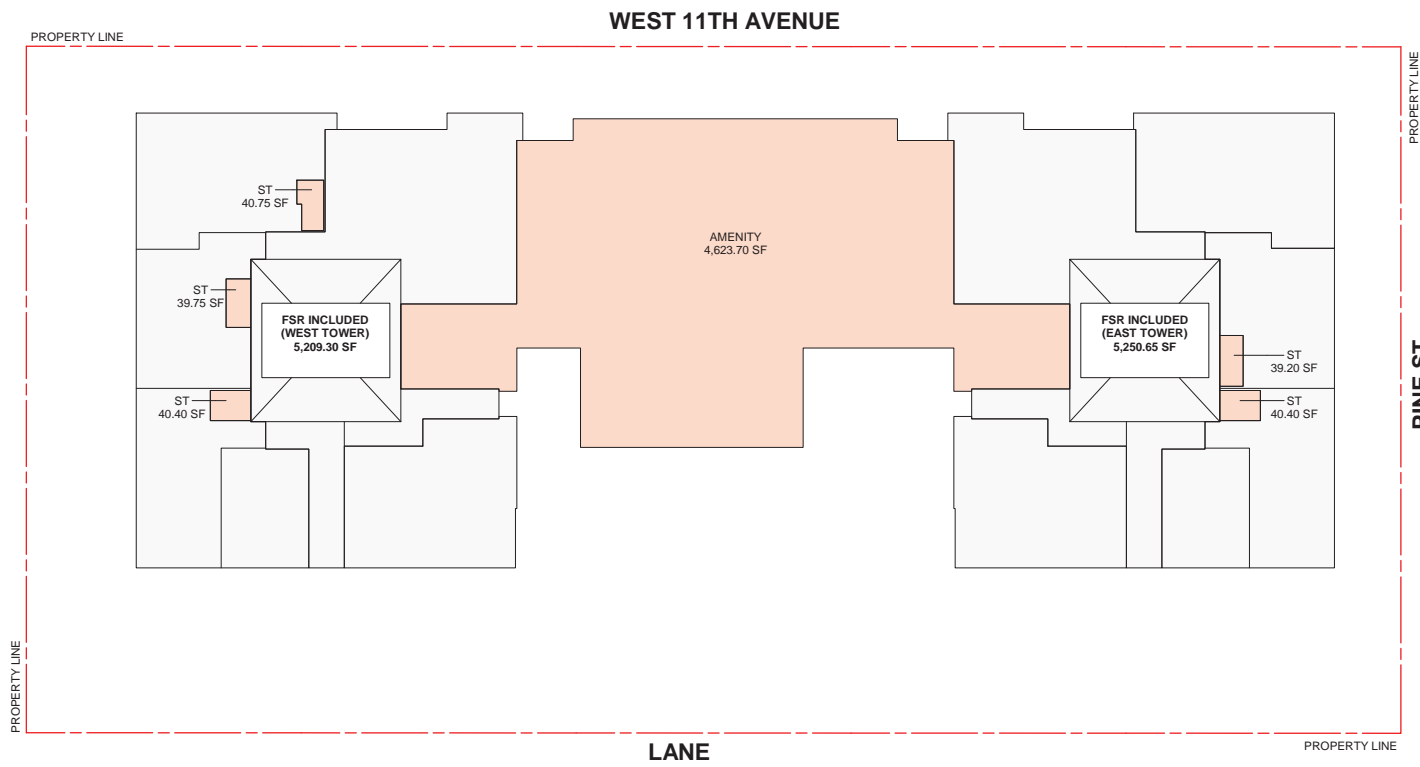 WEST 11TH AVENUE
PROPERTY LINE
PROPERTY LINE
ST
40.75 SF
AMENITY
4,623.70 SF
ST
39.75 SF
FSR INCLUDED
(WEST TOWER)
5,209.30 SF
FSR INCLUDED
(EAST TOWER)
5,250.65 SF
ST
39.20 SF
ST
40.40 SF
ST
40.40 SF
PINE ST
PROPERTY LINE
LANE
PROPERTY LINE